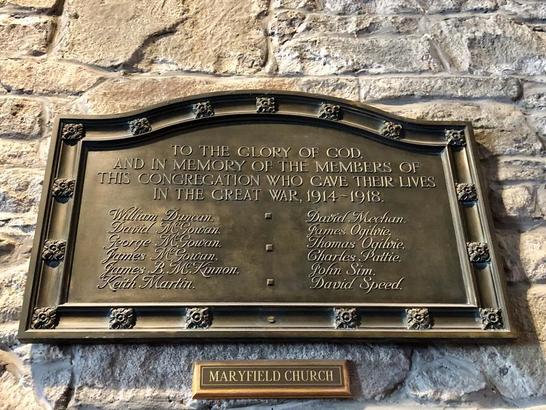 TO THE GLORY OF GOD,
AND IN MEMORY OF THE MEMBERS OF
THIS CONGREGATION WHO GAVE THEIR LIVES
IN THE GREAT WAR, 1914~1918.
William Duncan.
David McGowan.
George McGowan.
James McGowan.
James B. McKinnon.
Keith Martin.
David Mechan.
James Ogilvie.
Thomas Ogilvie.
Charles Pattie.
John Sim.
David Speed.
MARYFIELD CHURCH